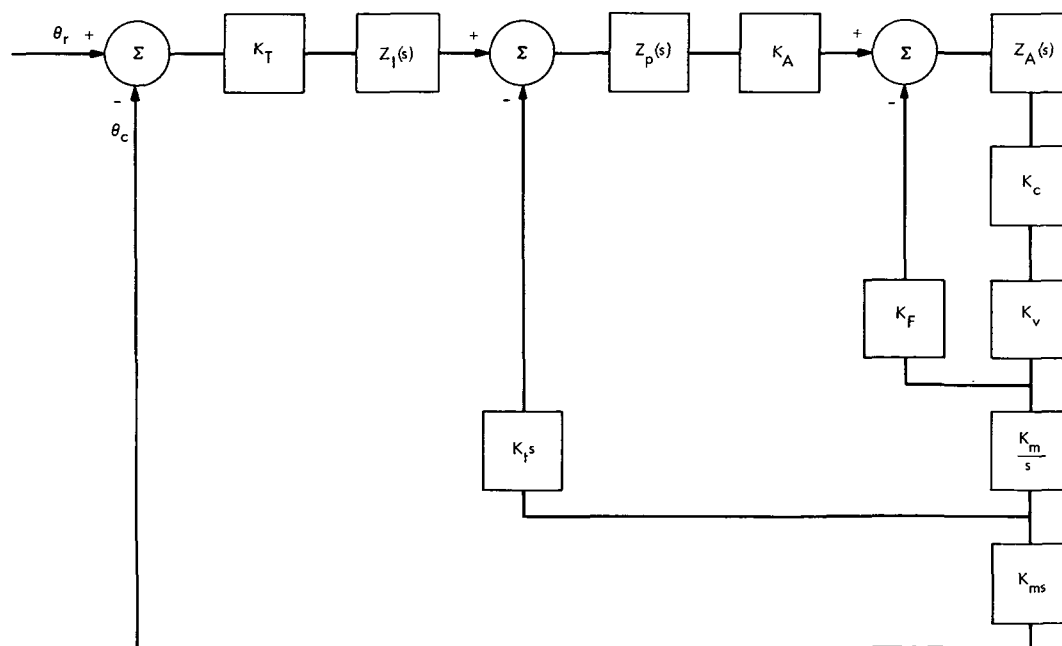 θr + Σ KT Z1(s) + Σ Zp(s) KA + Σ ZA(s)
- - -
θc
Kc
KF Kv
Kts Km
s
Kms